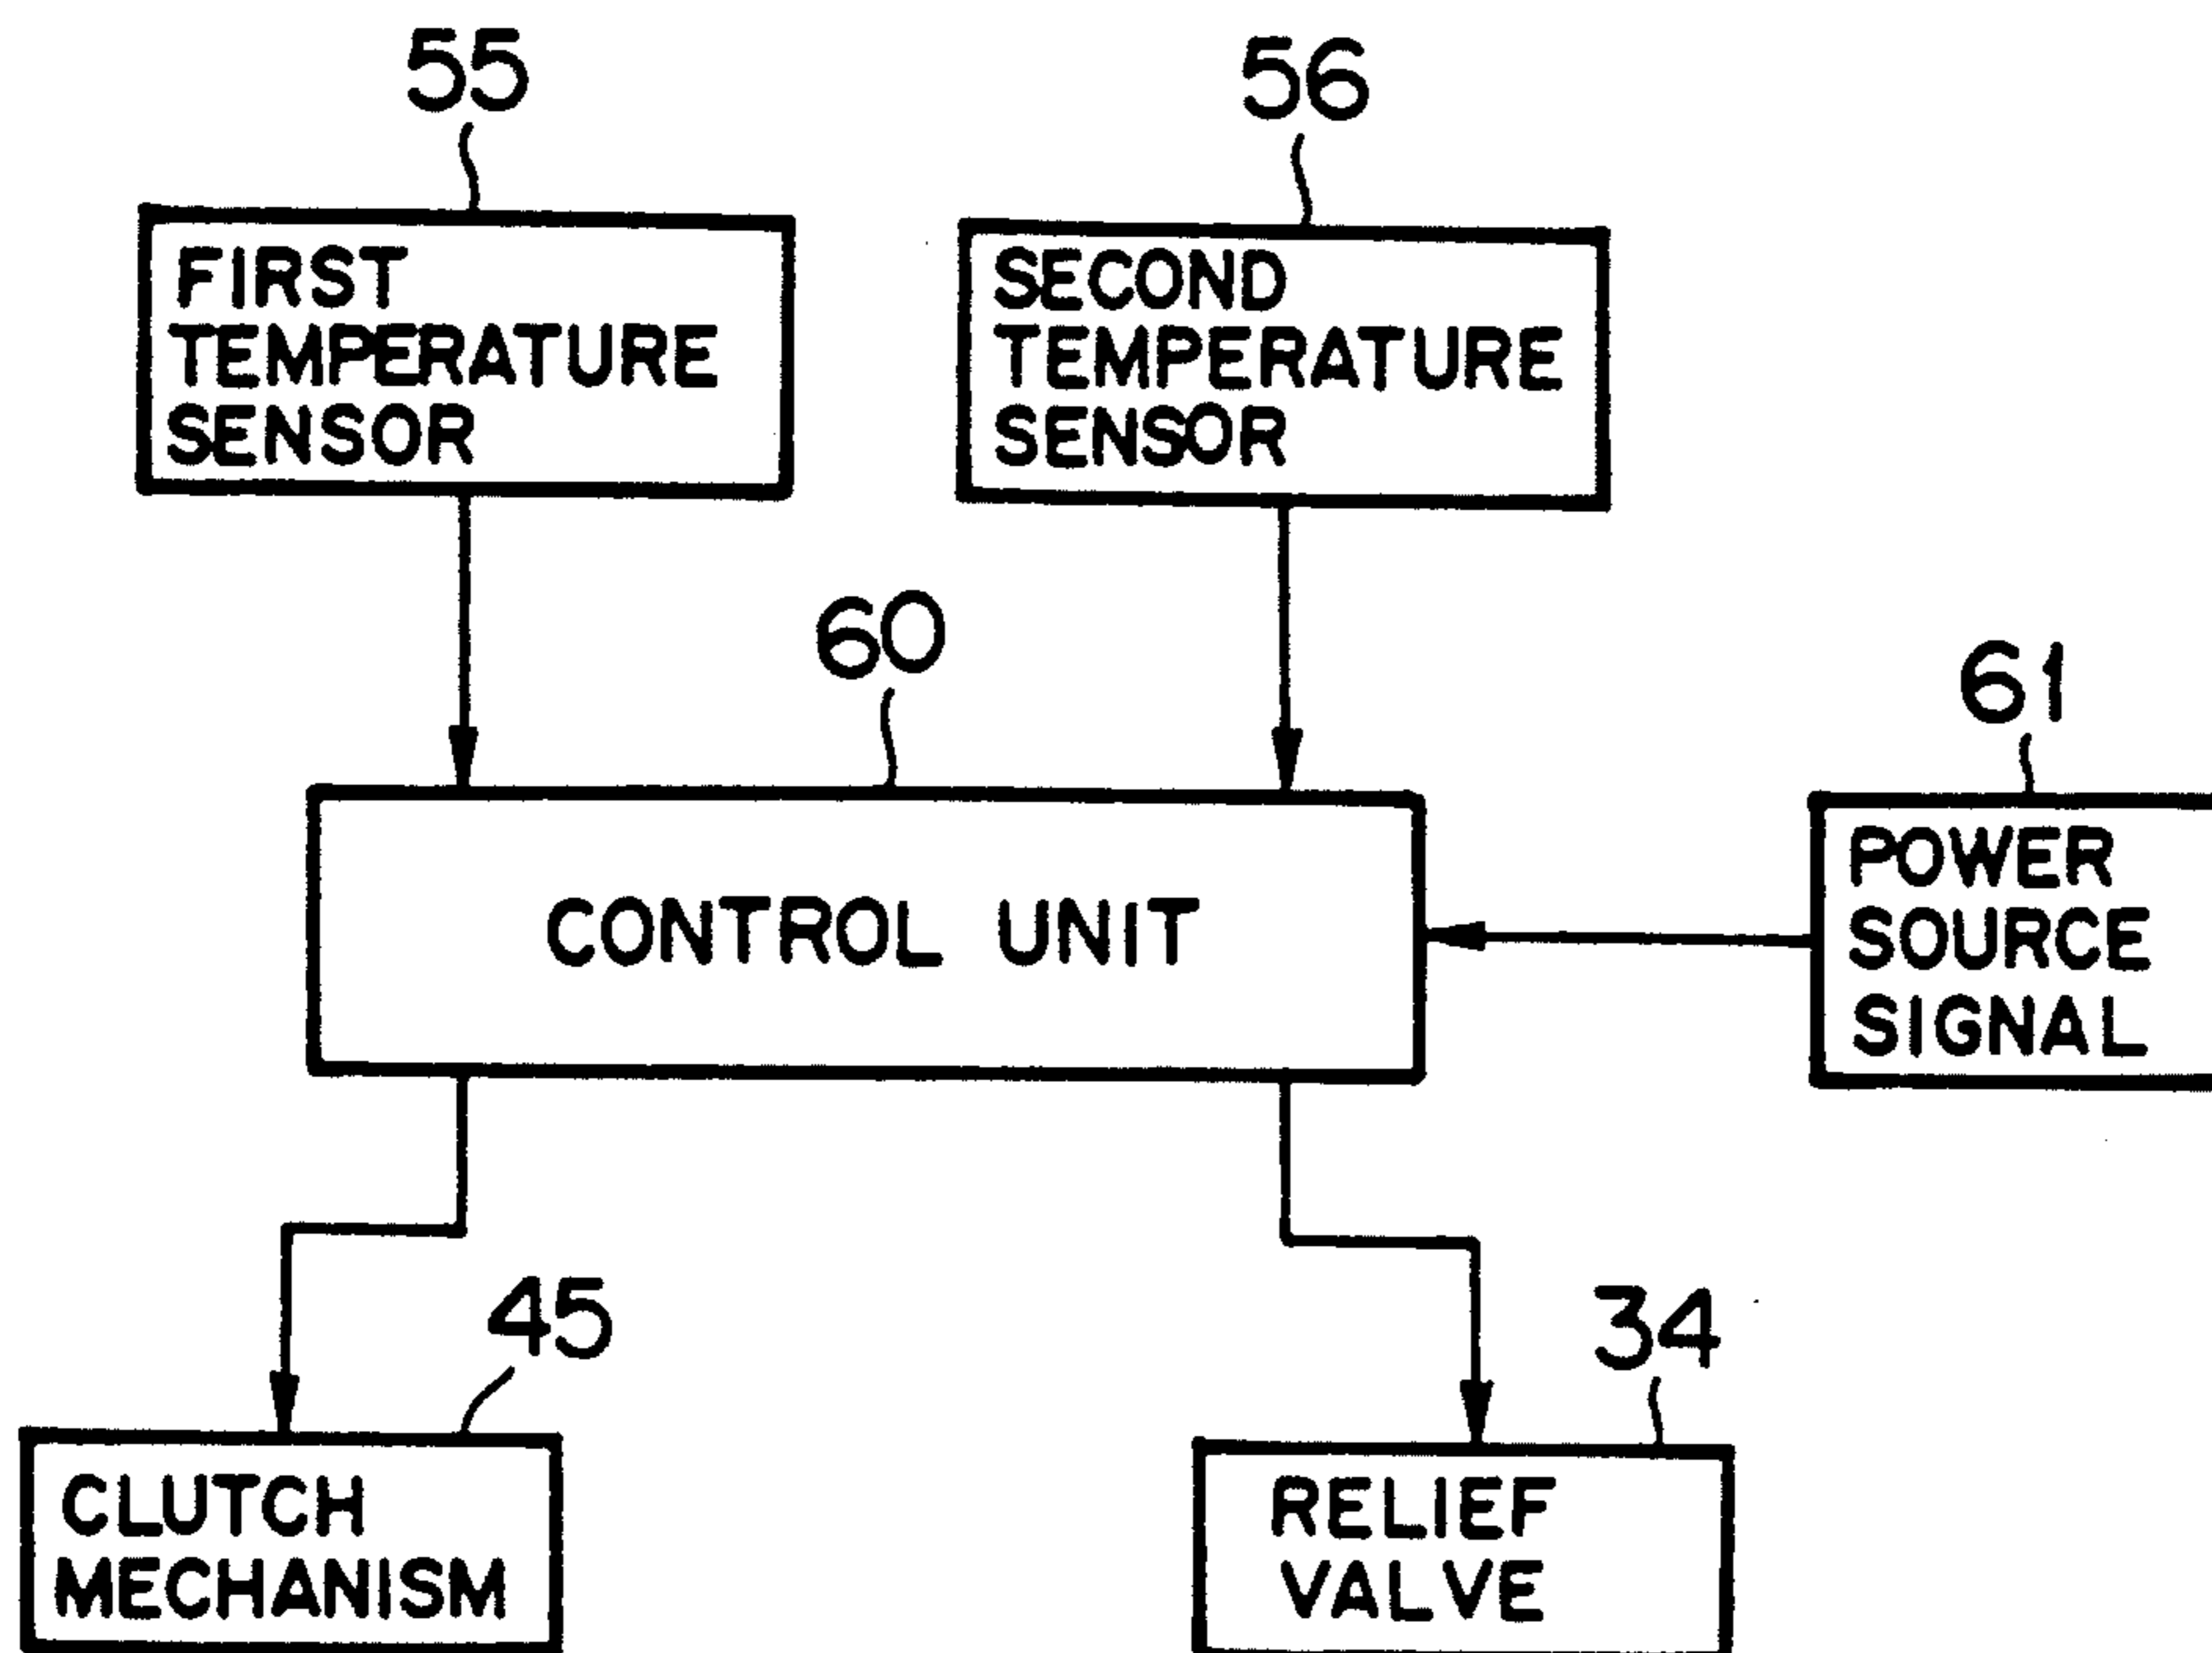 55
56
FIRST
TEMPERATURE
SENSOR
SECOND
TEMPERATURE
SENSOR
60
61
CONTROL UNIT
POWER
SOURCE
SIGNAL
45
34
CLUTCH
MECHANISM
RELIEF
VALVE